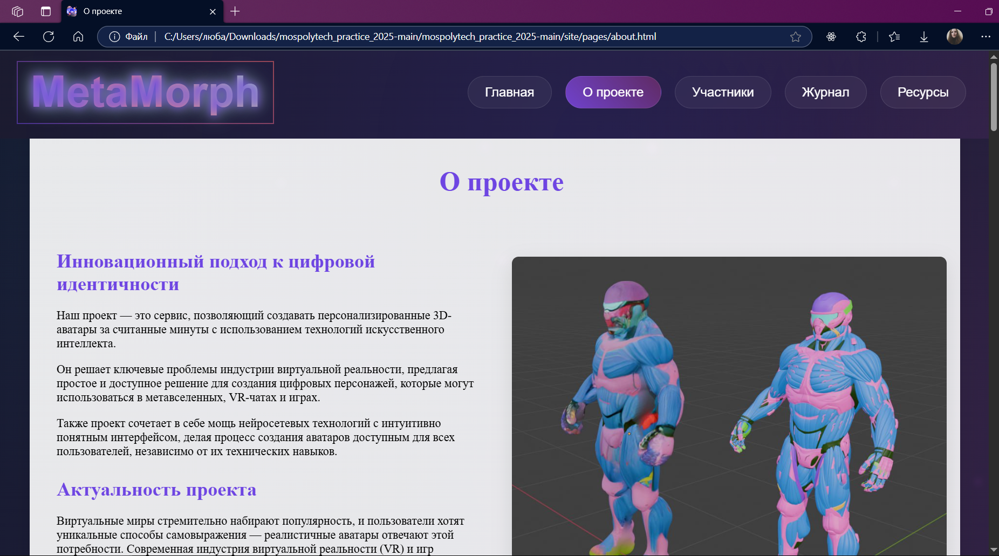 О проекте
Файл
C:/Users/люба/Downloads/mospolytech_practice_2025-main/mospolytech_practice_2025-main/site/pages/about.html
MetaMorph
Главная
О проекте
Участники
Журнал
Ресурсы
О проекте
Инновационный подход к цифровой
идентичности
Наш проект — это сервис, позволяющий создавать персонализированные 3D-
аватары за считанные минуты с использованием технологий искусственного
интеллекта.
Он решает ключевые проблемы индустрии виртуальной реальности, предлагая
простое и доступное решение для создания цифровых персонажей, которые могут
использоваться в метавселенных, VR-чатах и играх.
Также проект сочетает в себе мощь нейросетевых технологий с интуитивно
понятным интерфейсом, делая процесс создания аватаров доступным для всех
пользователей, независимо от их технических навыков.
Актуальность проекта
Виртуальные миры стремительно набирают популярность, и пользователи хотят
уникальные способы самовыражения — реалистичные аватары отвечают этой
потребности. Современная индустрия виртуальной реальности (VR) и игр